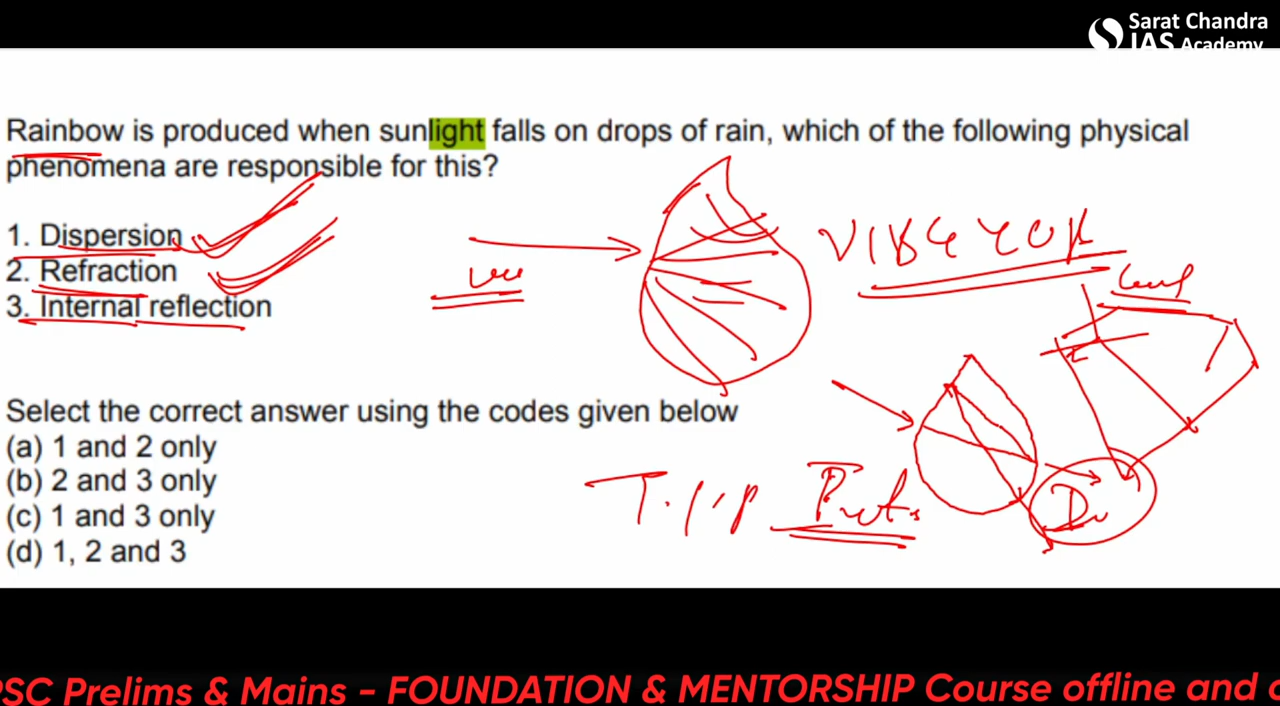 Sarat Chandra
IAS Academy
Rainbow is produced when sunlight falls on drops of rain, which of the following physical
phenomena are responsible for this?
1. Dispersion
2. Refraction
3. Internal reflection
VIBGYOR
Select the correct answer using the codes given below
(a) 1 and 2 only
(b) 2 and 3 only
(c) 1 and 3 only
(d) 1, 2 and 3
PSC Prelims & Mains - FOUNDATION & MENTORSHIP Course offline and